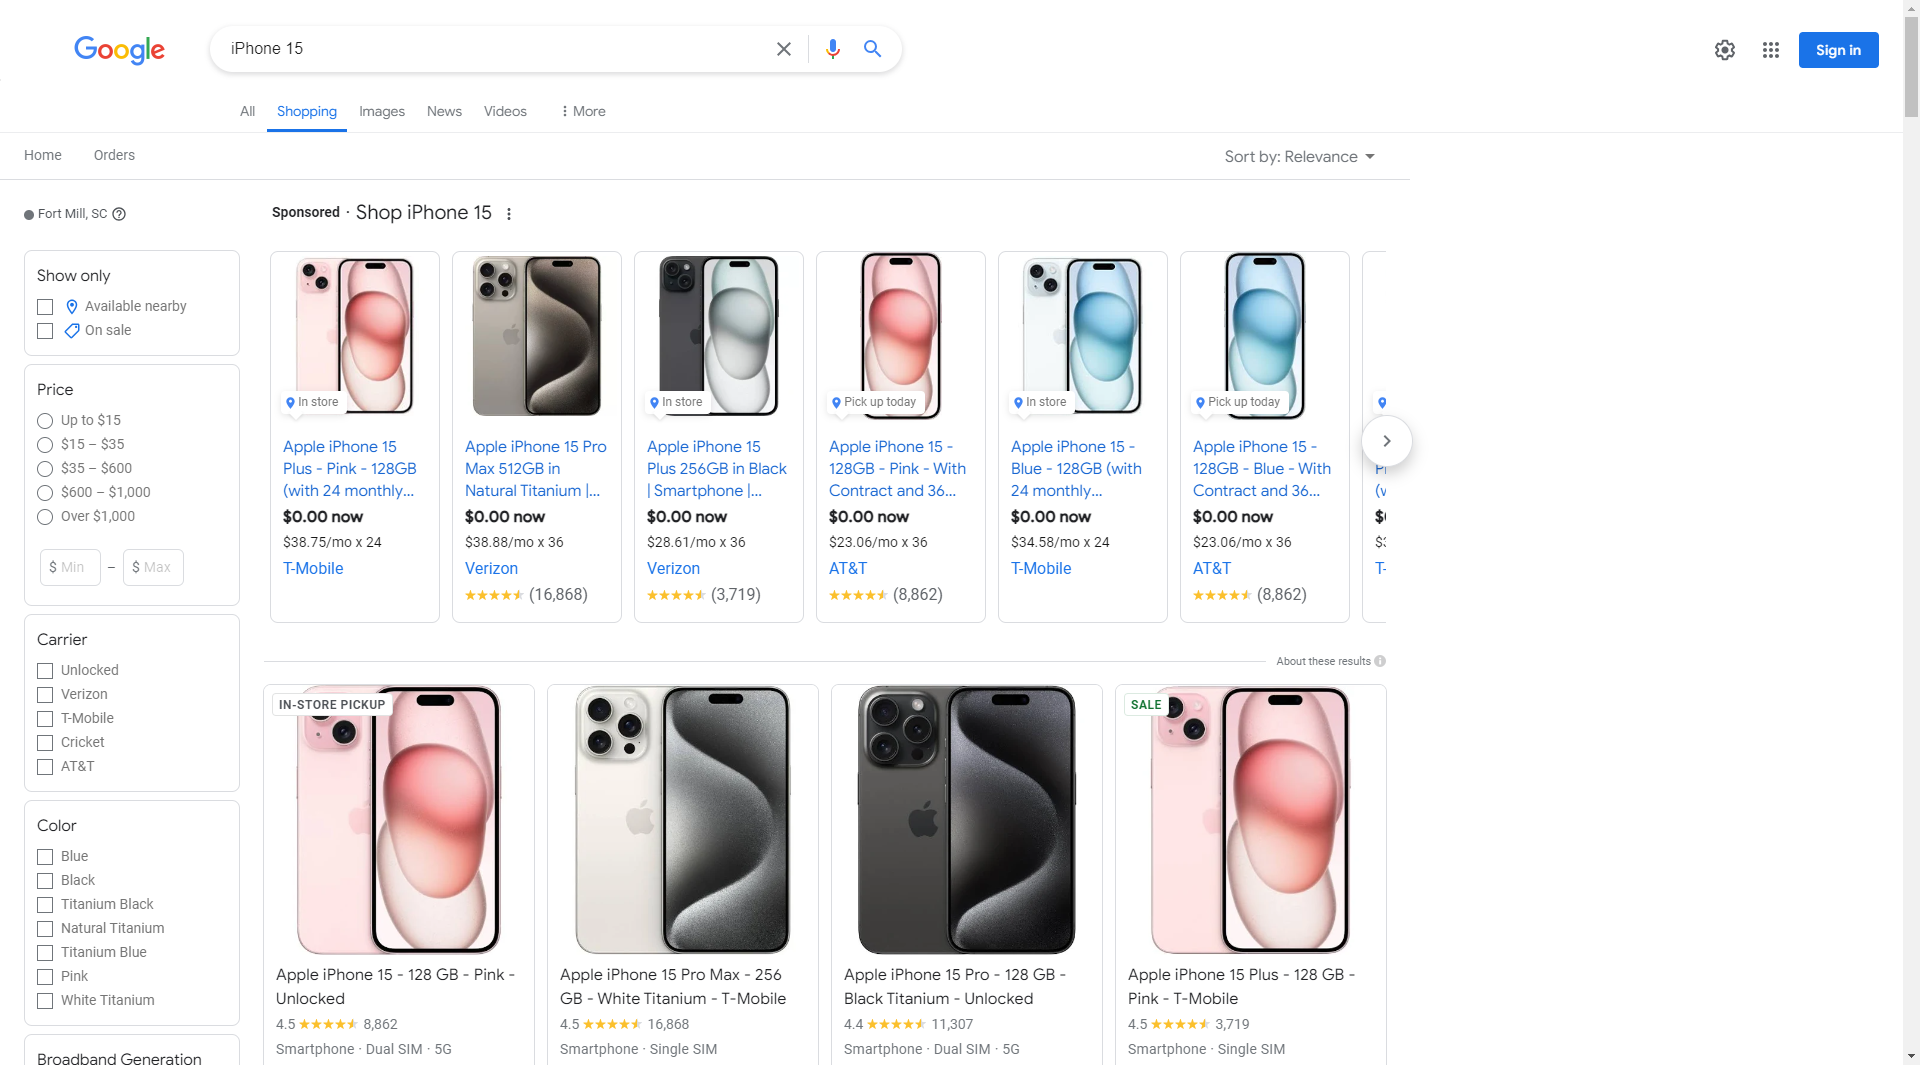 Google
iPhone 15
Sign in
All
Shopping
Images
News
Videos
More
Home
Orders
Sort by: Relevance
Fort Mill, SC
Sponsored · Shop iPhone 15
Show only
Available nearby
On sale
Price
Up to $15
$15 – $35
$35 – $600
$600 – $1,000
Over $1,000
$ Min – $ Max
Carrier
Unlocked
Verizon
T-Mobile
Cricket
AT&T
Color
Blue
Black
Titanium Black
Natural Titanium
Titanium Blue
Pink
White Titanium
Broadband Generation
In store
Apple iPhone 15
Plus - Pink - 128GB
(with 24 monthly...
$0.00 now
$38.75/mo x 24
T-Mobile
Apple iPhone 15 Pro
Max 512GB in
Natural Titanium |...
$0.00 now
$38.88/mo x 36
Verizon
(16,868)
In store
Apple iPhone 15
Plus 256GB in Black
| Smartphone |...
$0.00 now
$28.61/mo x 36
Verizon
(3,719)
Pick up today
Apple iPhone 15 -
128GB - Pink - With
Contract and 36...
$0.00 now
$23.06/mo x 36
AT&T
(8,862)
In store
Apple iPhone 15 -
Blue - 128GB (with
24 monthly...
$0.00 now
$34.58/mo x 24
T-Mobile
Pick up today
Apple iPhone 15 -
128GB - Blue - With
Contract and 36...
$0.00 now
$23.06/mo x 36
AT&T
(8,862)
About these results
IN-STORE PICKUP
Apple iPhone 15 - 128 GB - Pink -
Unlocked
4.5 8,862
Smartphone · Dual SIM · 5G
Apple iPhone 15 Pro Max - 256
GB - White Titanium - T-Mobile
4.5 16,868
Smartphone · Single SIM
Apple iPhone 15 Pro - 128 GB -
Black Titanium - Unlocked
4.4 11,307
Smartphone · Dual SIM · 5G
SALE
Apple iPhone 15 Plus - 128 GB -
Pink - T-Mobile
4.5 3,719
Smartphone · Single SIM